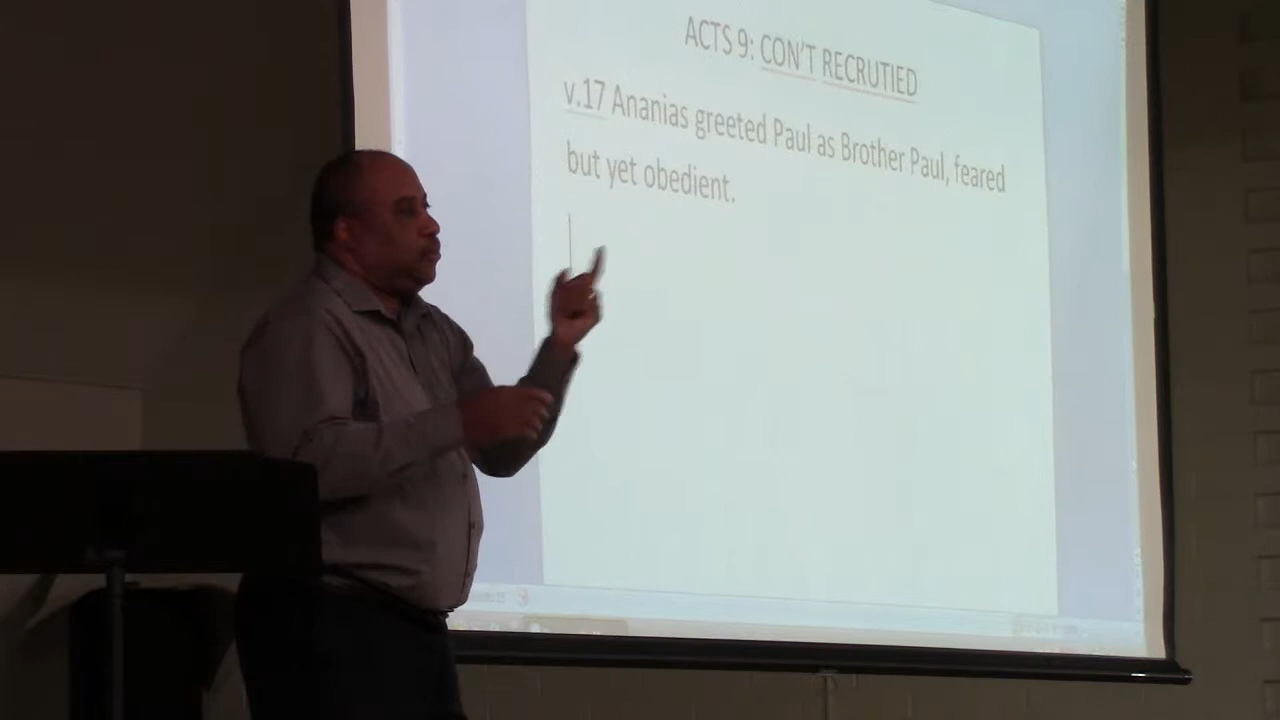 ACTS 9: CON'T RECRUTIED
v.17 Ananias greeted Paul as Brother Paul, feared
but yet obedient.